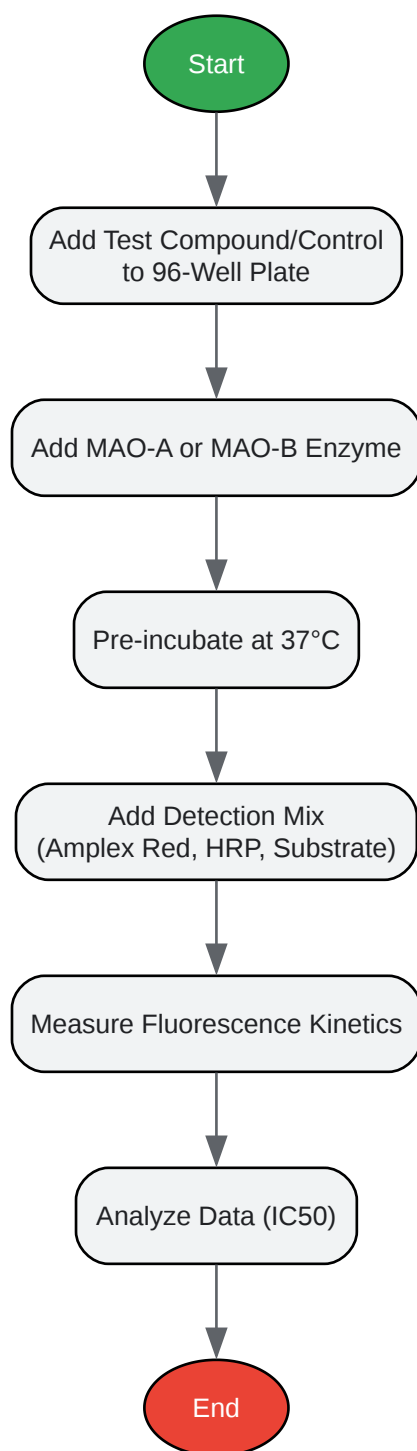 Start
Add Test Compound/Control
to 96-Well Plate
Add MAO-A or MAO-B Enzyme
Pre-incubate at 37°C
Add Detection Mix
(Amplex Red, HRP, Substrate)
Measure Fluorescence Kinetics
Analyze Data (IC50)
End